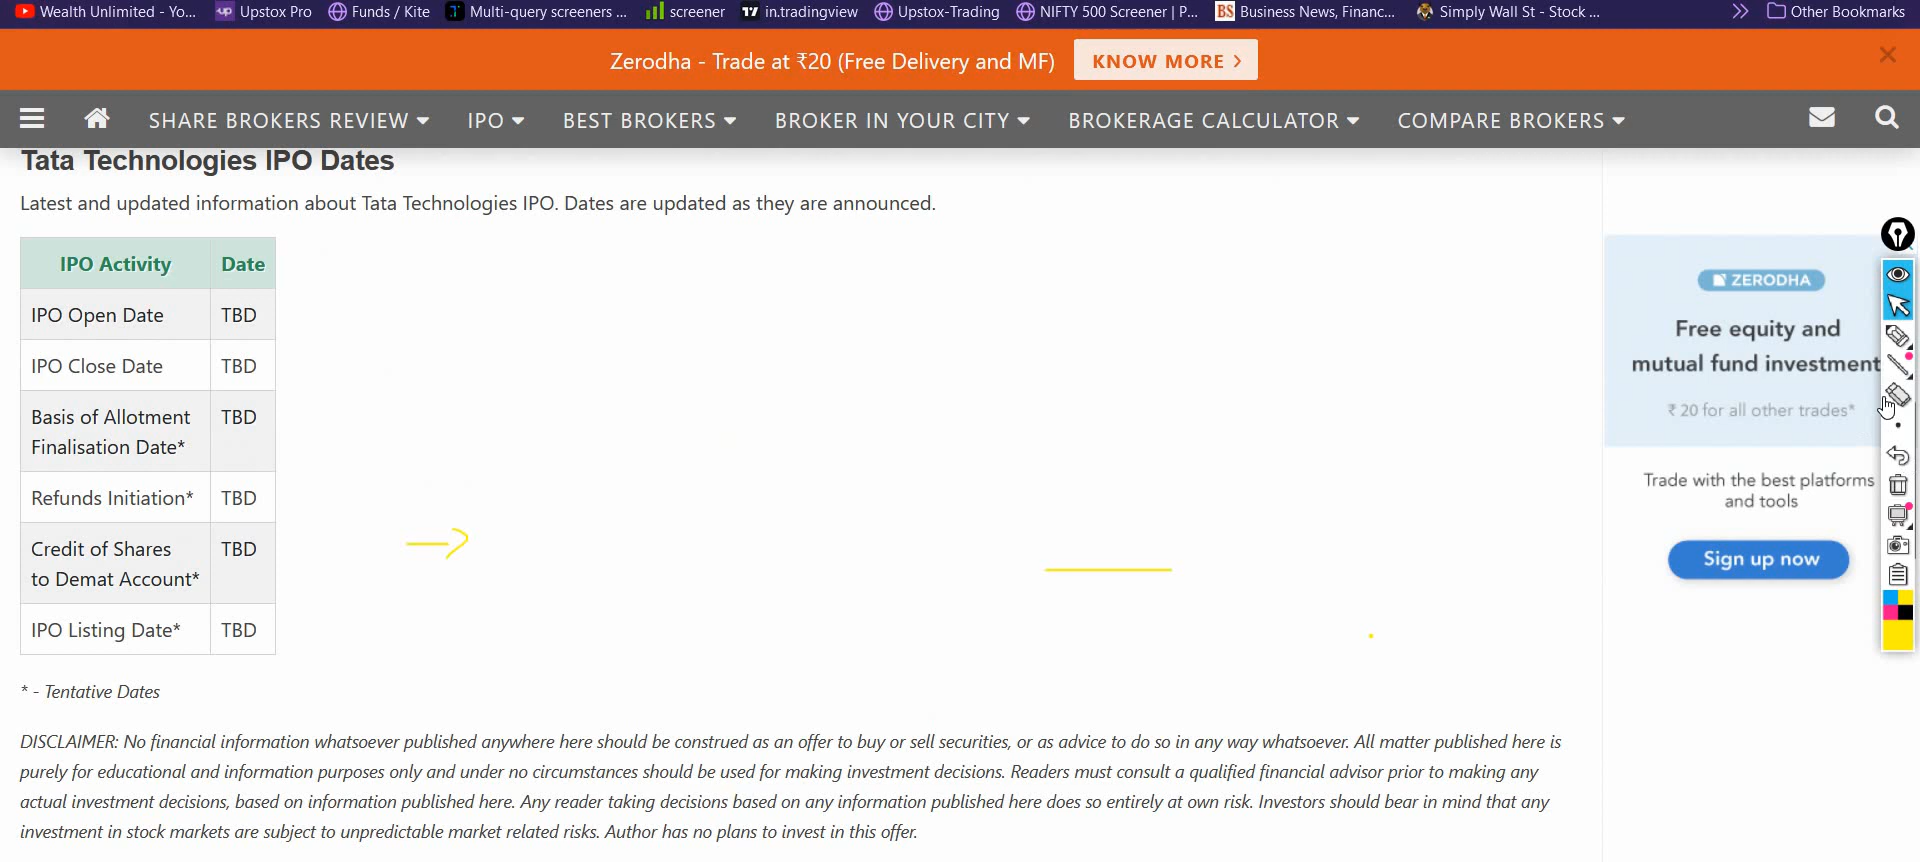 Wealth Unlimited - Yo...
Upstox Pro
Funds / Kite
Multi-query screeners ...
screener
in.tradingview
Upstox-Trading
NIFTY 500 Screener | P...
BS Business News, Financ...
Simply Wall St - Stock ...
Other Bookmarks
Zerodha - Trade at ₹20 (Free Delivery and MF)
KNOW MORE
SHARE BROKERS REVIEW
IPO
BEST BROKERS
BROKER IN YOUR CITY
BROKERAGE CALCULATOR
COMPARE BROKERS
Tata Technologies IPO Dates
Latest and updated information about Tata Technologies IPO. Dates are updated as they are announced.
IPO Activity Date
IPO Open Date TBD
IPO Close Date TBD
Basis of Allotment TBD
Finalisation Date*
Refunds Initiation* TBD
Credit of Shares TBD
to Demat Account*
IPO Listing Date* TBD
* - Tentative Dates
DISCLAIMER: No financial information whatsoever published anywhere here should be construed as an offer to buy or sell securities, or as advice to do so in any way whatsoever. All matter published here is
purely for educational and information purposes only and under no circumstances should be used for making investment decisions. Readers must consult a qualified financial advisor prior to making any
actual investment decisions, based on information published here. Any reader taking decisions based on any information published here does so entirely at own risk. Investors should bear in mind that any
investment in stock markets are subject to unpredictable market related risks. Author has no plans to invest in this offer.
ZERODHA
Free equity and
mutual fund investment
₹ 20 for all other trades*
Trade with the best platforms
and tools
Sign up now